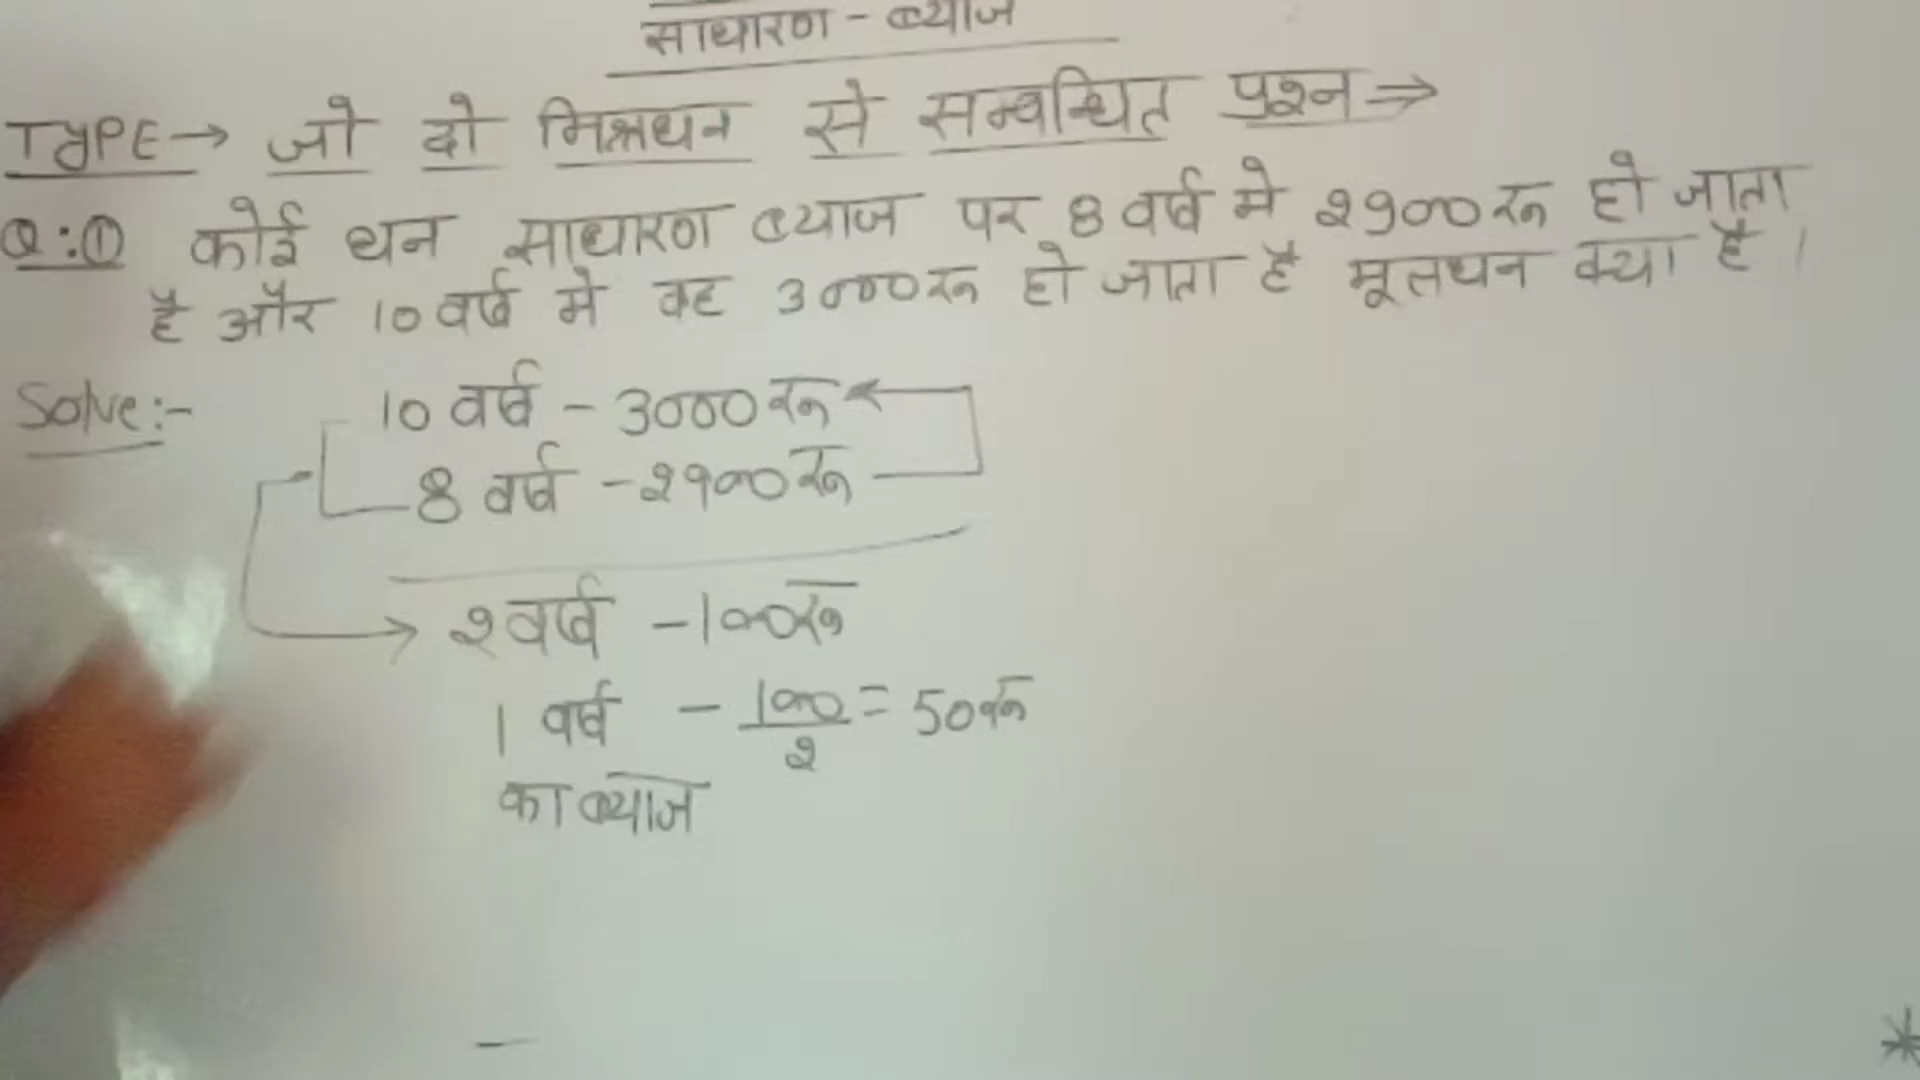 साधारण - ब्याज
TYPE → जो दो मिश्रधन से सम्बन्धित प्रश्न →
Q:① कोई धन साधारण ब्याज पर 8 वर्ष मे 2900 रू हो जाता
है और 10 वर्ष मे वह 3000 रू हो जाता है मूलधन क्या है।
Solve:- 10 वर्ष - 3000 रू
8 वर्ष - 2900 रू
2 वर्ष - 100 रू
1 वर्ष - 100/2 = 50 रू
का ब्याज